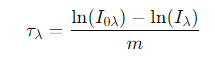 τ_λ = (ln(I_{0λ}) − ln(I_λ)) / m